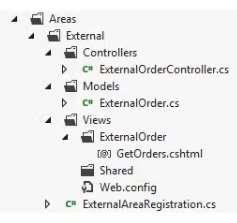 Areas
External
Controllers
C# ExternalOrderController.cs
Models
C# ExternalOrder.cs
Views
ExternalOrder
[@] GetOrders.cshtml
Shared
Web.config
C# ExternalAreaRegistration.cs